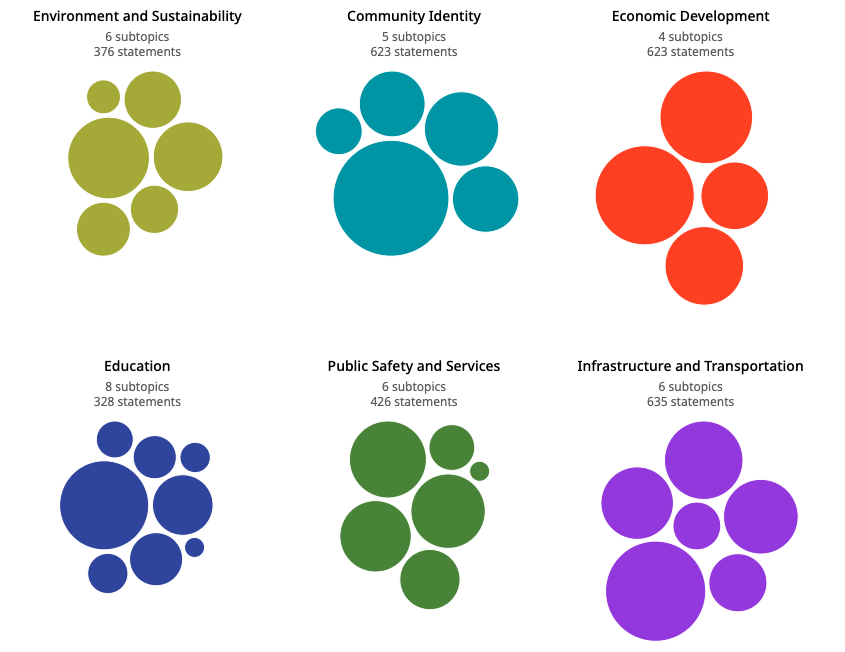 Environment and Sustainability
6 subtopics
376 statements
Community Identity
5 subtopics
623 statements
Economic Development
4 subtopics
623 statements
Education
8 subtopics
328 statements
Public Safety and Services
6 subtopics
426 statements
Infrastructure and Transportation
6 subtopics
635 statements